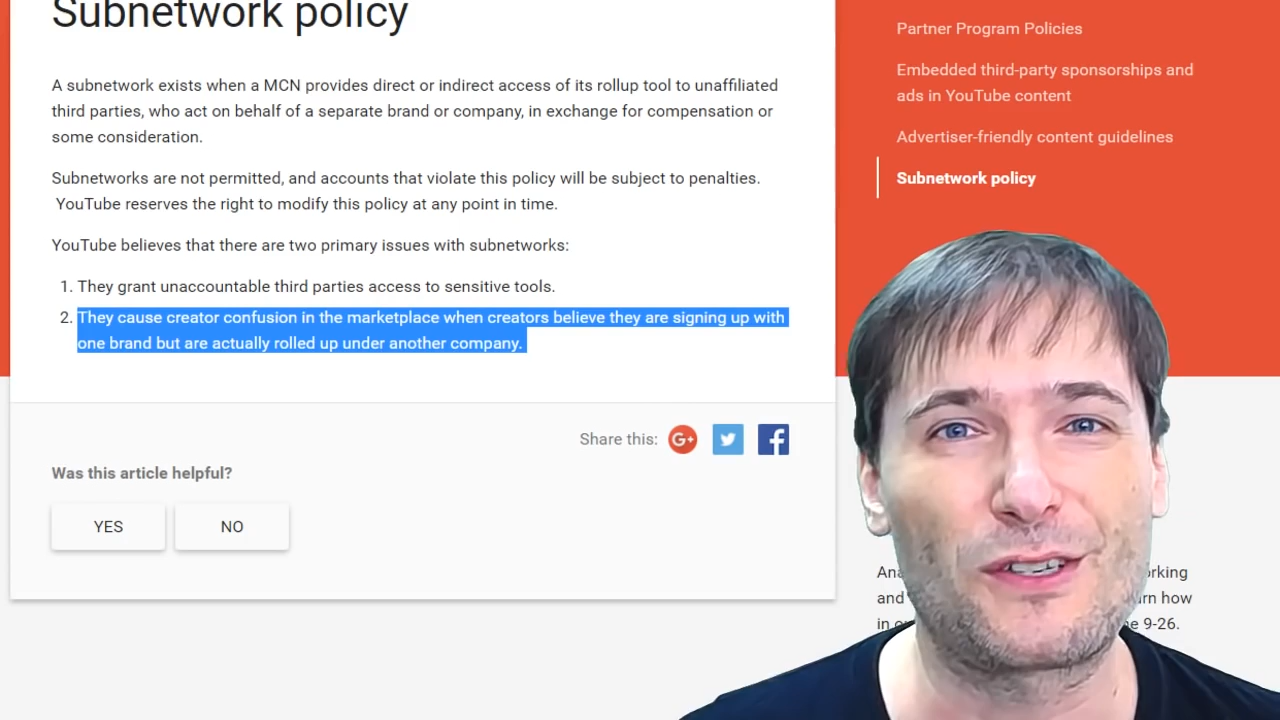 Subnetwork policy
A subnetwork exists when a MCN provides direct or indirect access of its rollup tool to unaffiliated
third parties, who act on behalf of a separate brand or company, in exchange for compensation or
some consideration.
Subnetworks are not permitted, and accounts that violate this policy will be subject to penalties.
YouTube reserves the right to modify this policy at any point in time.
YouTube believes that there are two primary issues with subnetworks:
1. They grant unaccountable third parties access to sensitive tools.
2. They cause creator confusion in the marketplace when creators believe they are signing up with
one brand but are actually rolled up under another company.
Share this: G+
Was this article helpful?
YES NO
Partner Program Policies
Embedded third-party sponsorships and
ads in YouTube content
Advertiser-friendly content guidelines
Subnetwork policy
and
how
in
9-26.